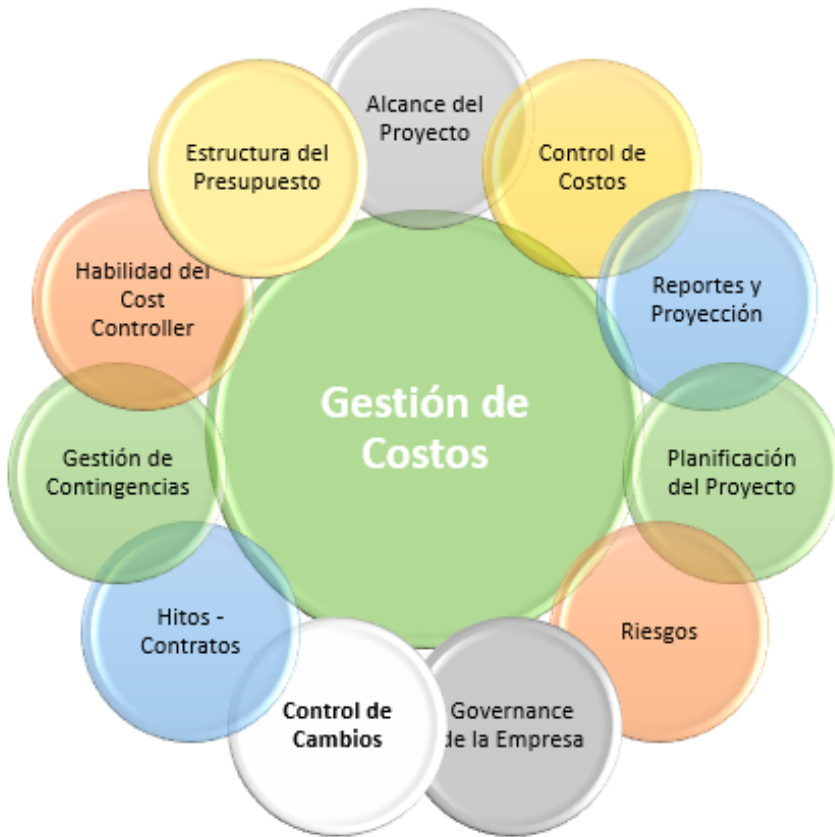 Alcance del
Proyecto
Control de
Costos
Reportes y
Proyección
Planificación
del Proyecto
Riesgos
Governance
de la Empresa
Control de
Cambios
Hitos -
Contratos
Gestión de
Contingencias
Habilidad del
Cost
Controller
Estructura del
Presupuesto
Gestión de
Costos